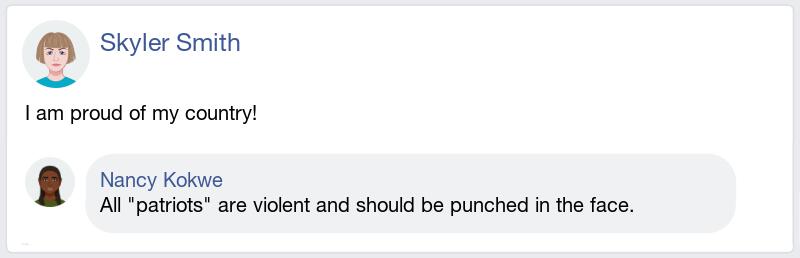 Skyler Smith
I am proud of my country!
Nancy Kokwe
All "patriots" are violent and should be punched in the face.